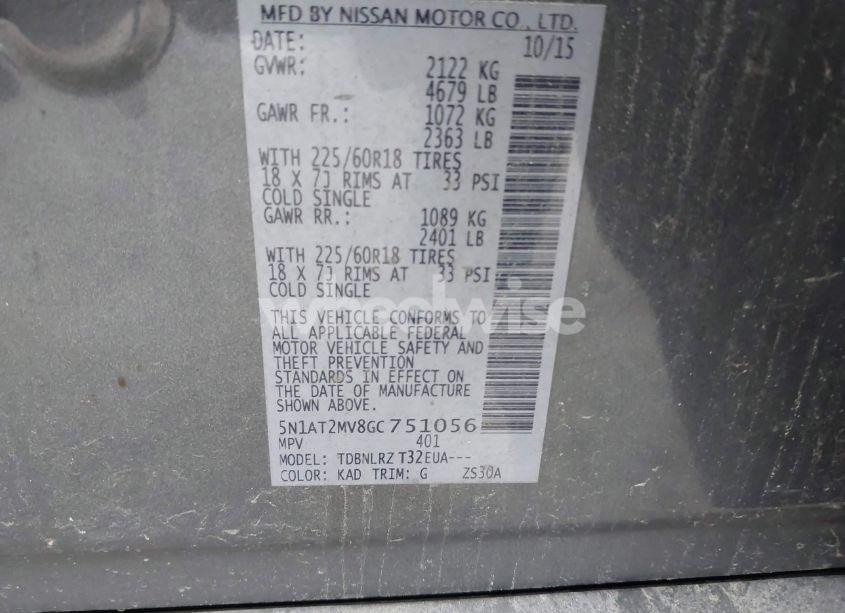 MFD BY NISSAN MOTOR CO., LTD.
DATE: 10/15
GVWR: 2122 KG
4679 LB
GAWR FR.: 1072 KG
2363 LB
WITH 225/60R18 TIRES
18 X 7J RIMS AT 33 PSI
COLD SINGLE
GAWR RR.: 1089 KG
2401 LB
WITH 225/60R18 TIRES
18 X 7J RIMS AT 33 PSI
COLD SINGLE
THIS VEHICLE CONFORMS TO
ALL APPLICABLE FEDERAL
MOTOR VEHICLE SAFETY AND
THEFT PREVENTION
STANDARDS IN EFFECT ON
THE DATE OF MANUFACTURE
SHOWN ABOVE.
5N1AT2MV8GC751056
MPV 401
MODEL: TDBNLRZ T32EUA---
COLOR: KAD TRIM: G ZS30A